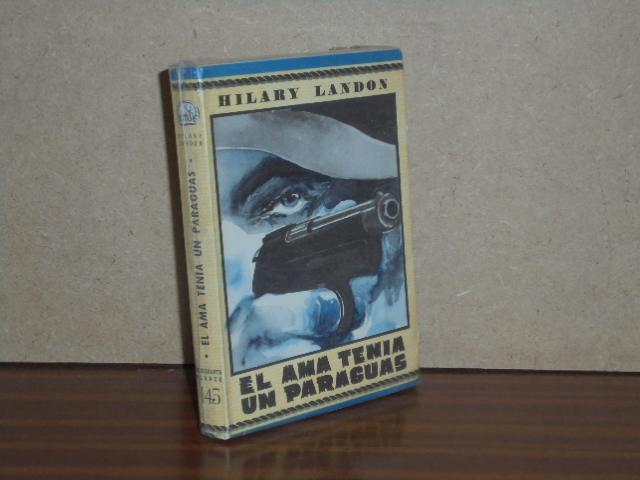 HILARY LANDON
EL AMA TENIA
UN PARAGUAS
• EL AMA TENIA UN PARAGUAS •
145